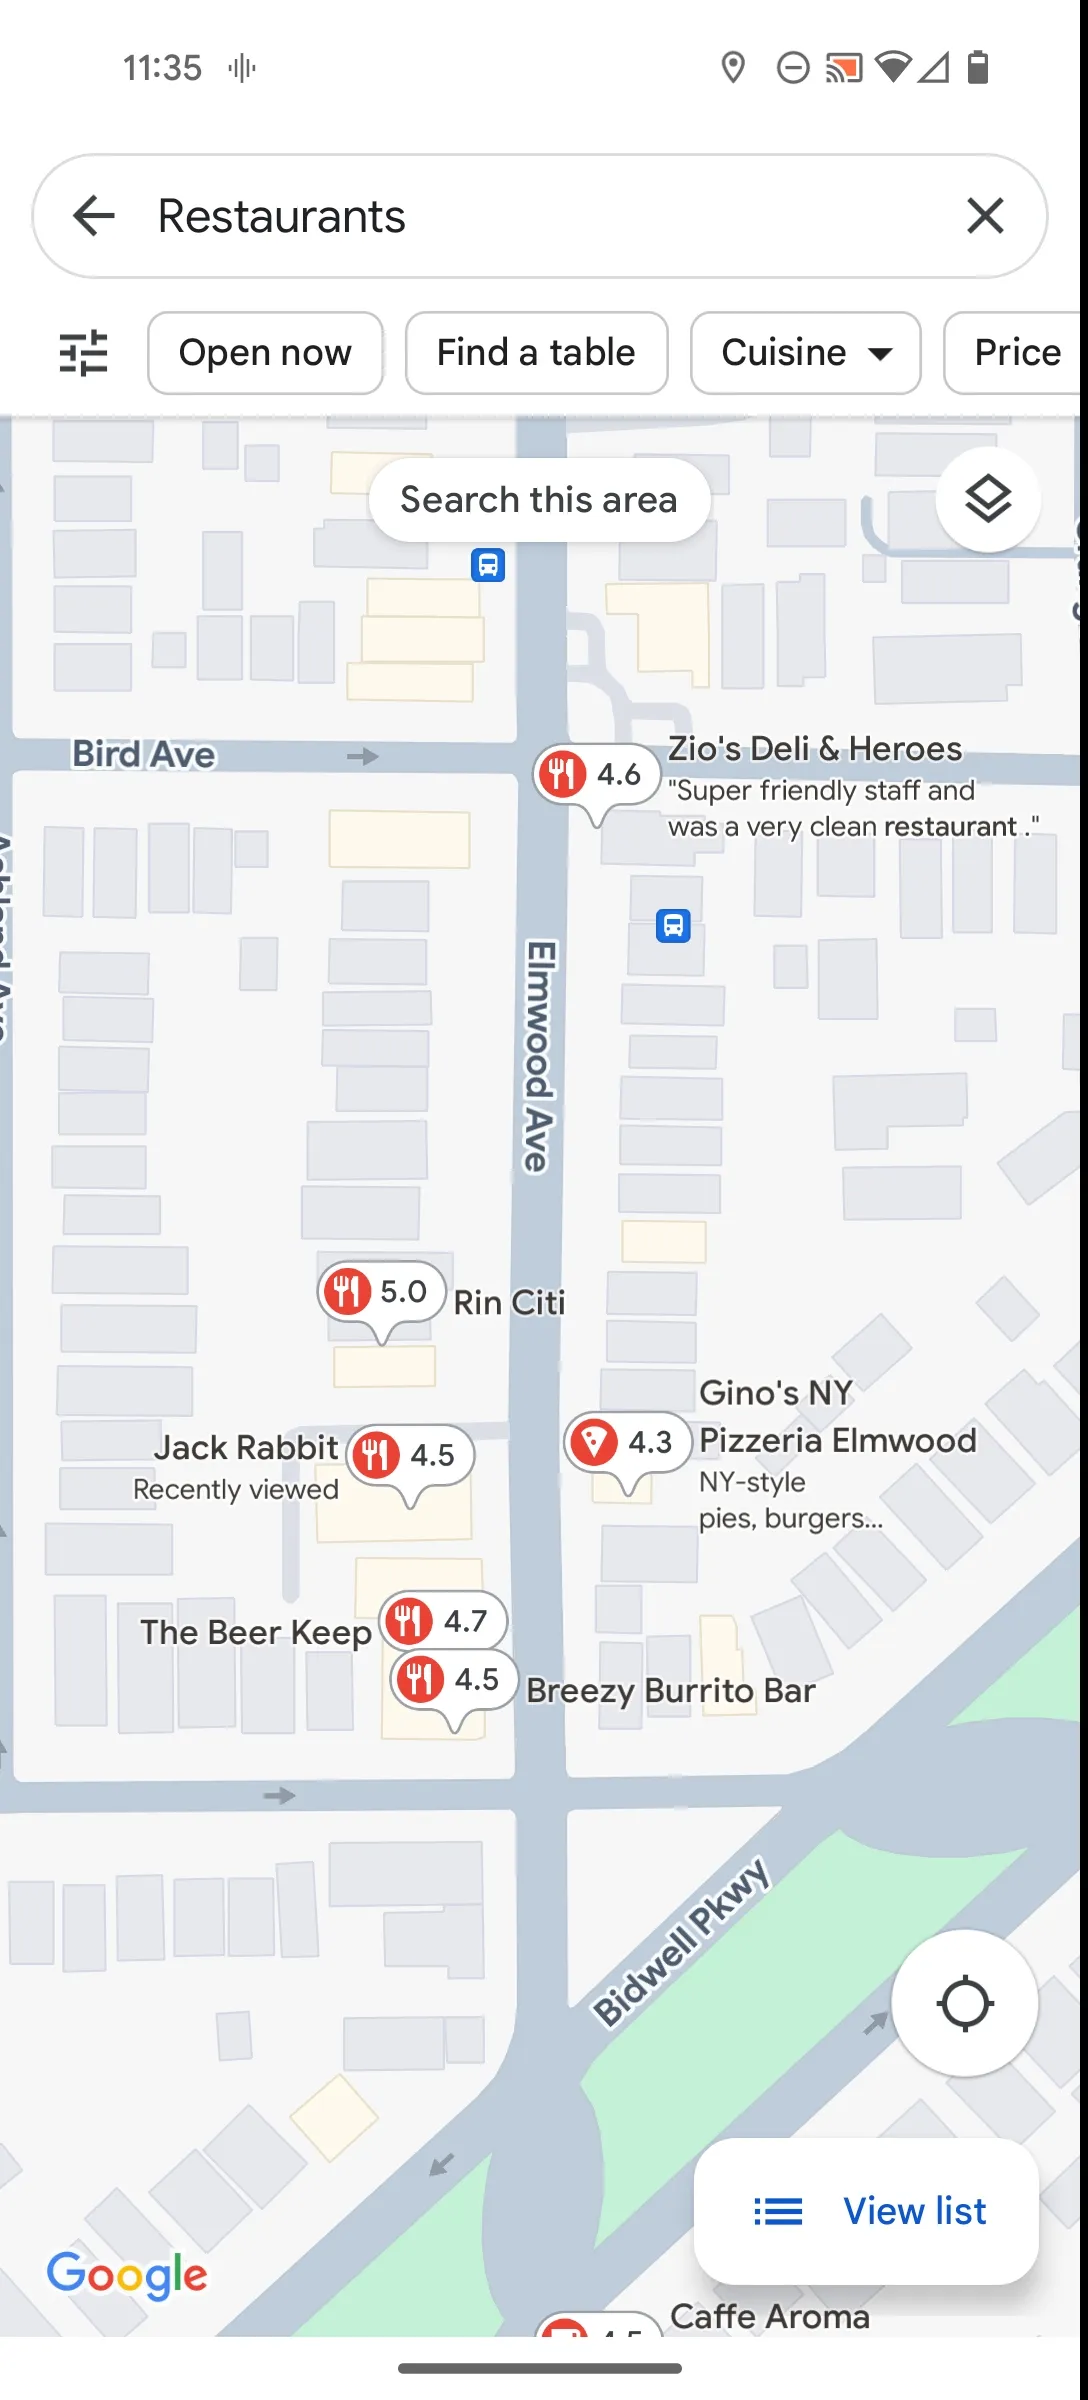 11:35
Restaurants
Open now
Find a table
Cuisine
Price
Search this area
Bird Ave
4.6
Zio's Deli & Heroes
"Super friendly staff and
was a very clean restaurant ."
Elmwood Ave
5.0
Rin Citi
Jack Rabbit
Recently viewed
4.5
4.3
Gino's NY
Pizzeria Elmwood
NY-style
pies, burgers...
The Beer Keep
4.7
4.5
Breezy Burrito Bar
Bidwell Pkwy
View list
Google
Caffe Aroma